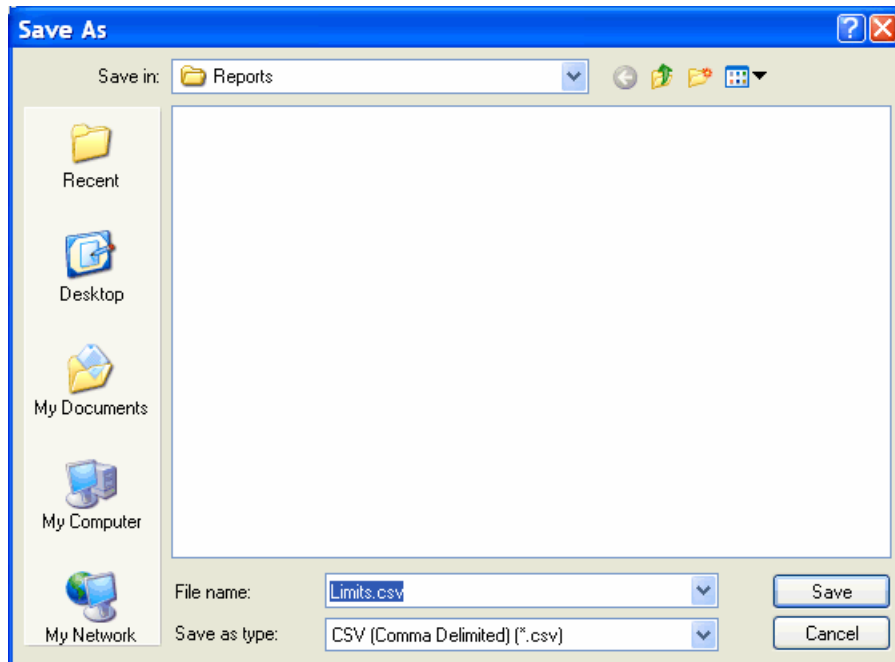 Save As
Save in: Reports
Recent
Desktop
My Documents
My Computer
My Network
File name: Limits.csv Save
Save as type: CSV (Comma Delimited) (*.csv) Cancel